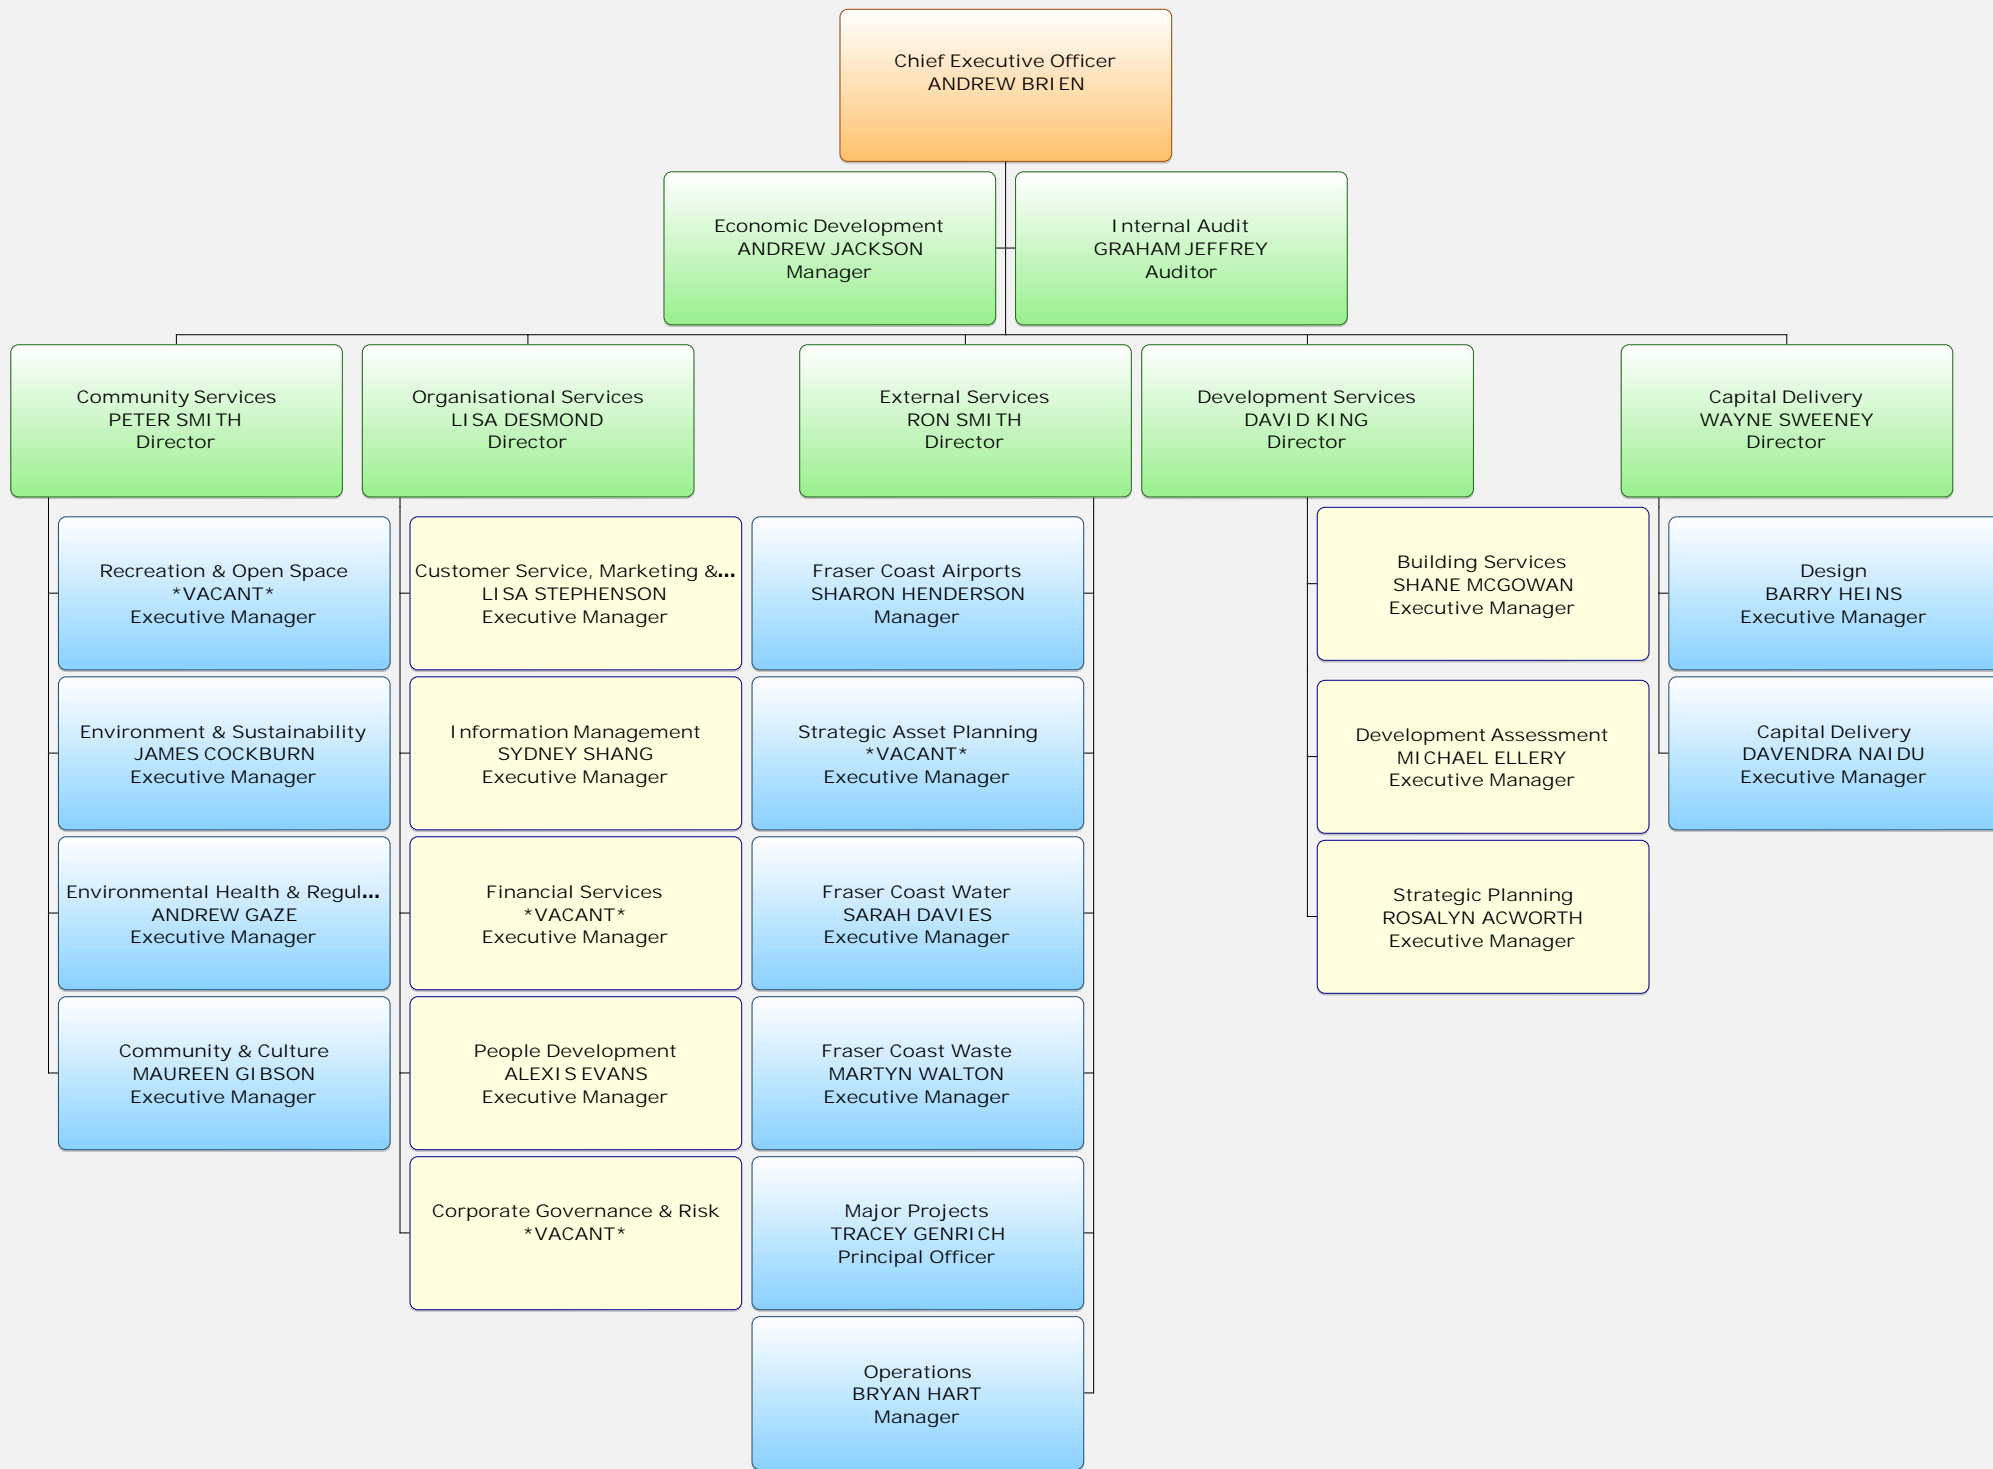 Chief Executive Officer
ANDREW BRIEN
Economic Development
ANDREW JACKSON
Manager
Internal Audit
GRAHAM JEFFREY
Auditor
Community Services
PETER SMITH
Director
Organisational Services
LISA DESMOND
Director
External Services
RON SMITH
Director
Development Services
DAVID KING
Director
Capital Delivery
WAYNE SWEENEY
Director
Recreation & Open Space
*VACANT*
Executive Manager
Environment & Sustainability
JAMES COCKBURN
Executive Manager
Environmental Health & Regul...
ANDREW GAZE
Executive Manager
Community & Culture
MAUREEN GIBSON
Executive Manager
Customer Service, Marketing &...
LISA STEPHENSON
Executive Manager
Information Management
SYDNEY SHANG
Executive Manager
Financial Services
*VACANT*
Executive Manager
People Development
ALEXIS EVANS
Executive Manager
Corporate Governance & Risk
*VACANT*
Fraser Coast Airports
SHARON HENDERSON
Manager
Strategic Asset Planning
*VACANT*
Executive Manager
Fraser Coast Water
SARAH DAVIES
Executive Manager
Fraser Coast Waste
MARTYN WALTON
Executive Manager
Major Projects
TRACEY GENRICH
Principal Officer
Operations
BRYAN HART
Manager
Building Services
SHANE MCGOWAN
Executive Manager
Development Assessment
MICHAEL ELLERY
Executive Manager
Strategic Planning
ROSALYN ACWORTH
Executive Manager
Design
BARRY HEINS
Executive Manager
Capital Delivery
DAVENDRA NAIDU
Executive Manager